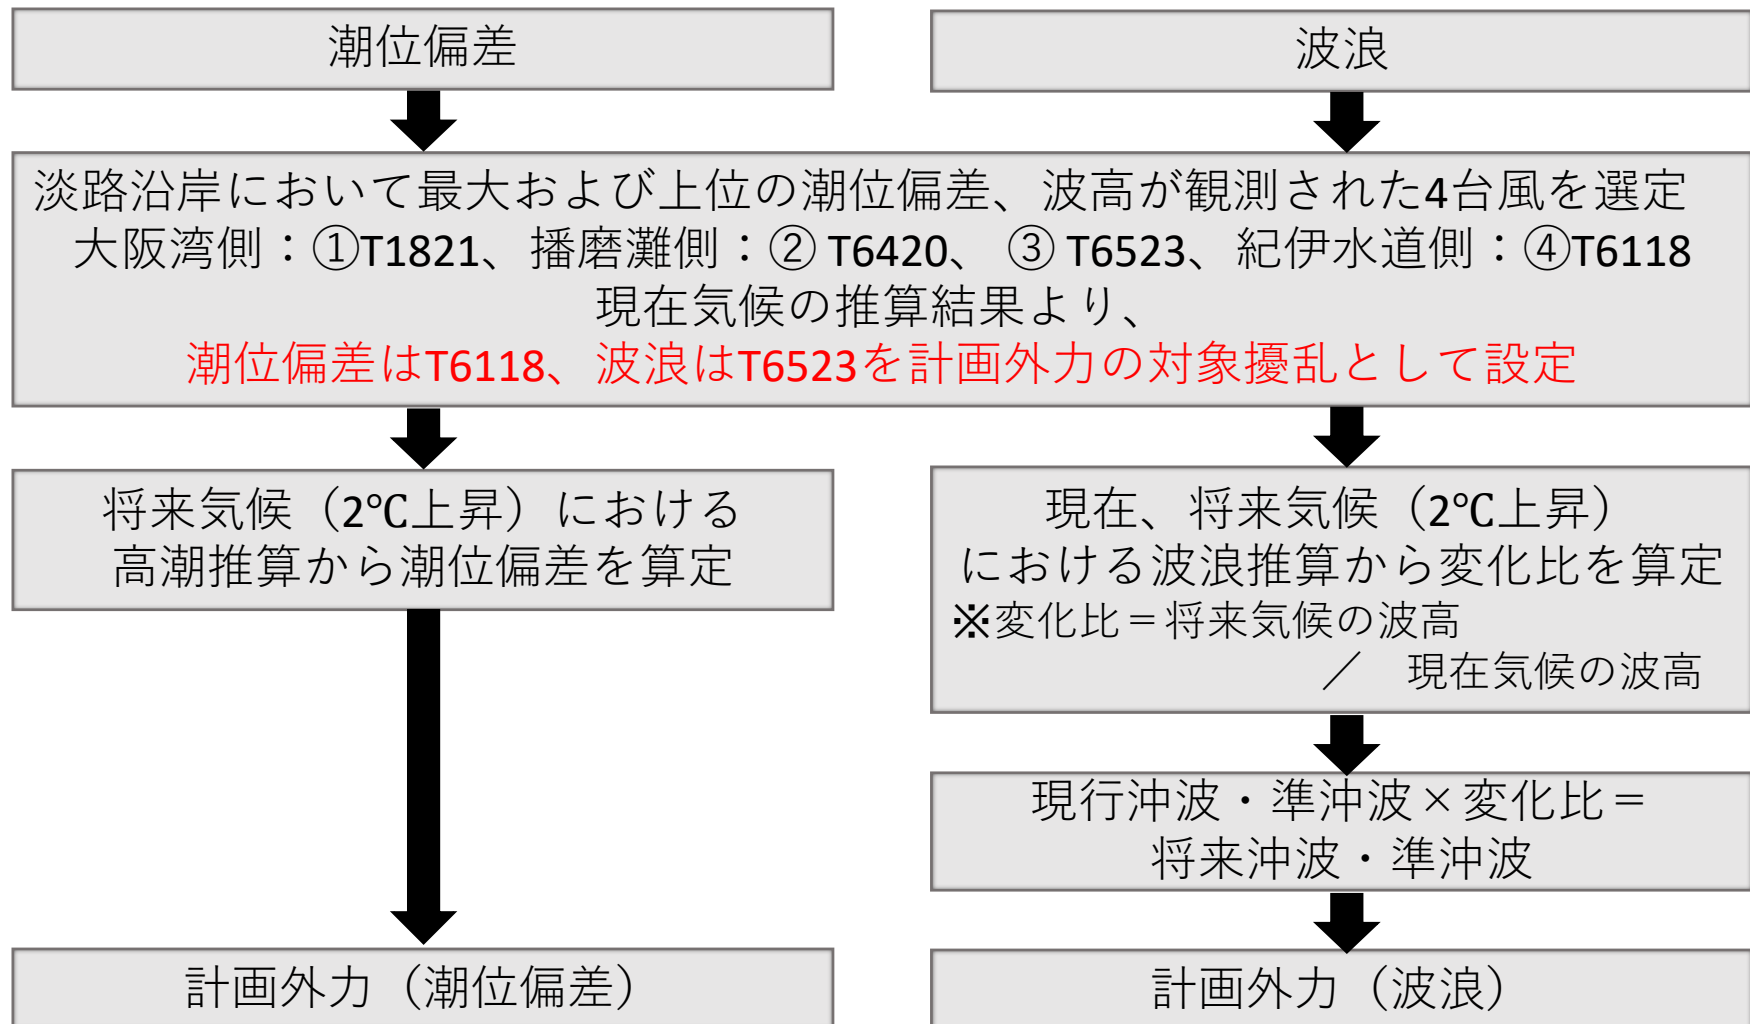 潮位偏差
波浪
淡路沿岸において最大および上位の潮位偏差、波高が観測された4台風を選定
大阪湾側：①T1821、播磨灘側：② T6420、 ③ T6523、紀伊水道側：④T6118
現在気候の推算結果より、
潮位偏差はT6118、波浪はT6523を計画外力の対象擾乱として設定
将来気候（2℃上昇）における
高潮推算から潮位偏差を算定
現在、将来気候（2℃上昇）
における波浪推算から変化比を算定
※変化比＝将来気候の波高
／　現在気候の波高
現行沖波・準沖波×変化比＝
将来沖波・準沖波
計画外力（潮位偏差）
計画外力（波浪）